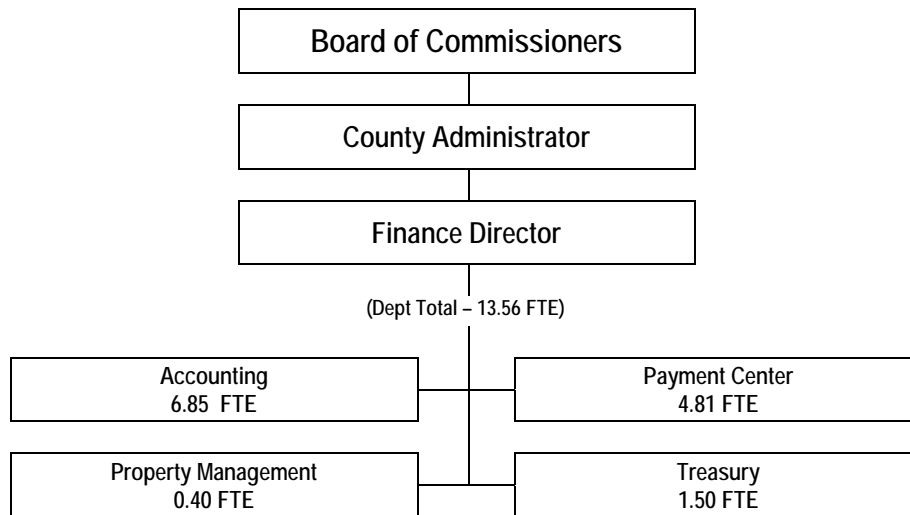 Board of Commissioners
County Administrator
Finance Director
(Dept Total – 13.56 FTE)
Accounting
6.85 FTE
Payment Center
4.81 FTE
Property Management
0.40 FTE
Treasury
1.50 FTE